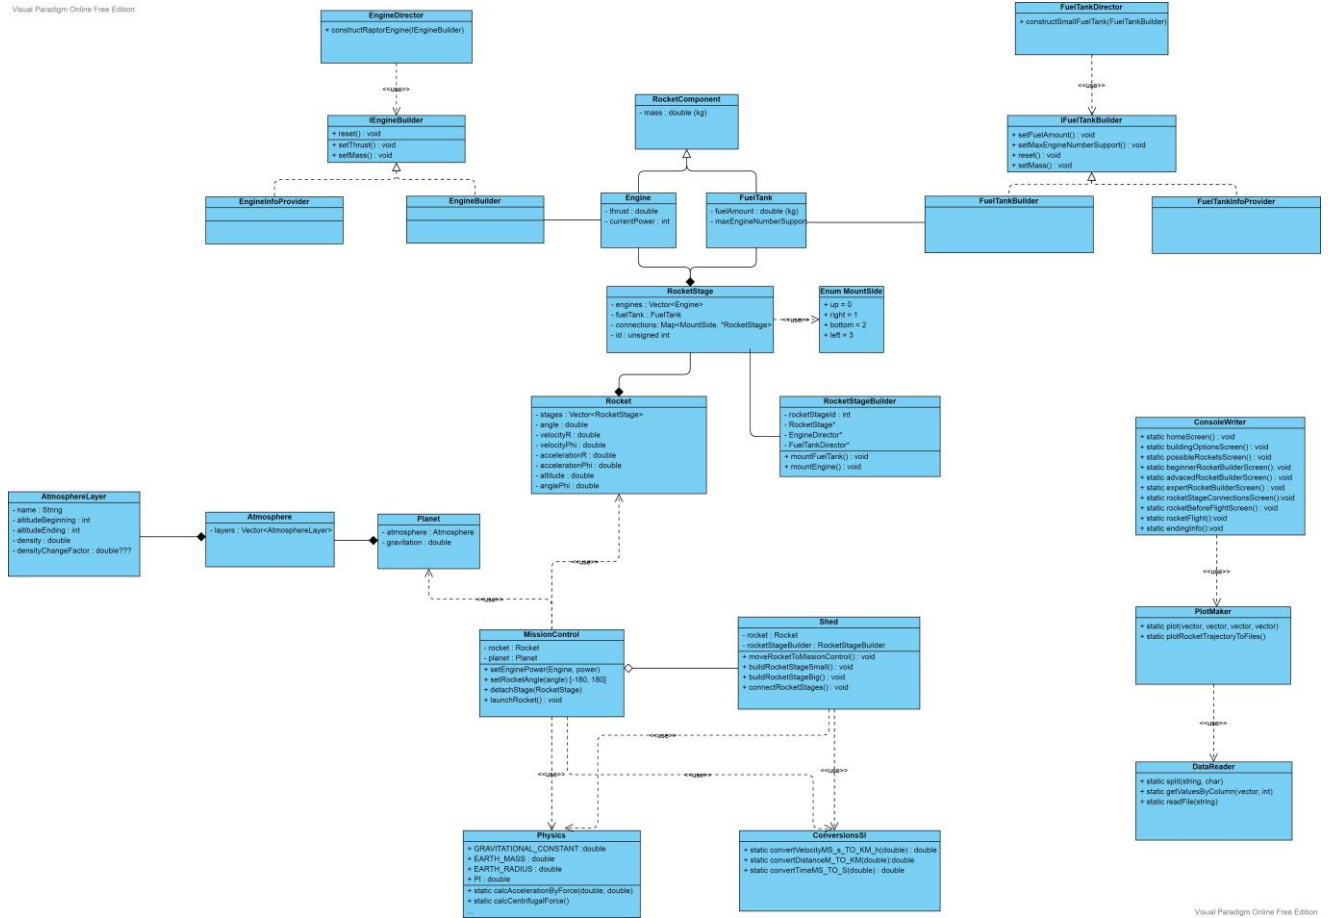 Visual Paradigm Online Free Edition
EngineDirector
+ constructRaptorEngine(IEngineBuilder)
<<use>>
IEngineBuilder
+ reset() : void
+ setThrust() : void
+ setMass() : void
EngineInfoProvider
EngineBuilder
RocketComponent
- mass : double (kg)
Engine
- thrust : double
- currentPower : int
FuelTank
- fuelAmount : double (kg)
- maxEngineNumberSupport
FuelTankDirector
+ constructSmallFuelTank(FuelTankBuilder)
<<use>>
IFuelTankBuilder
+ setFuelAmount() : void
+ setMaxEngineNumberSupport() : void
reset() : void
+ setMass() : void
FuelTankBuilder
FuelTankInfoProvider
RocketStage
- engines : Vector<Engine>
- fuelTank : FuelTank
- connections: Map<MountSide, *RocketStage>
- id : unsigned int
<<use>>
Enum MountSide
+ up = 0
+ right = 1
+ bottom = 2
+ left = 3
Rocket
- stages : Vector<RocketStage>
- angle : double
- velocityR : double
- velocityPhi : double
- accelerationR : double
- accelerationPhi : double
- altitude : double
- anglePhi : double
RocketStageBuilder
- rocketStageId : int
- RocketStage*
- EngineDirector*
- FuelTankDirector*
+ mountFuelTank() : void
+ mountEngine() : void
ConsoleWriter
+ static homeScreen() : void
+ static buildingOptionsScreen() : void
+ static possibleRocketsScreen() : void
+ static beginnerRocketBuilderScreen(): void
+ static advacedRocketBuilderScreen() : void
+ static expertRocketBuilderScreen() : void
+ static rocketStageConnectionsScreen():void
+ static rocketBeforeFlightScreen() : void
+ static rocketFlight():void
+ static endingInfo():void
AtmosphereLayer
- name : String
- altitudeBeginning : int
- altitudeEnding : int
- density : double
- densityChangeFactor : double???
Atmosphere
- layers : Vector<AtmosphereLayer>
Planet
- atmosphere : Atmosphere
- gravitation : double
<<use>>
<<use>>
<<use>>
MissionControl
- rocket : Rocket
- planet : Planet
+ setEnginePower(Engine, power)
+ setRocketAngle(angle) [-180, 180]
+ detachStage(RocketStage)
+ launchRocket() : void
Shed
- rocket : Rocket
- rocketStageBuilder : RocketStageBuilder
+ moveRocketToMissionControl() : void
+ buildRocketStageSmall() : void
+ buildRocketStageBig() : void
+ connectRocketStages() : void
PlotMaker
+ static plot(vector, vector, vector, vector)
+ static plotRocketTrajectoryToFiles()
<<use>>
<<use>>
<<use>>
<<use>>
<<use>>
DataReader
+ static split(string, char)
+ static getValuesByColumn(vector, int)
+ static readFile(string)
Physics
+ GRAVITATIONAL_CONSTANT :double
+ EARTH_MASS : double
+ EARTH_RADIUS : double
+ PI : double
+ static calcAccelerationByForce(double, double)
+ static calcCentrifugalForce()
...
ConversionsSI
+ static convertVelocityMS_s_TO_KM_h(double) : double
+ static convertDistanceM_TO_KM(double):double
+ static convertTimeMS_TO_S(double) : double
Visual Paradigm Online Free Edition